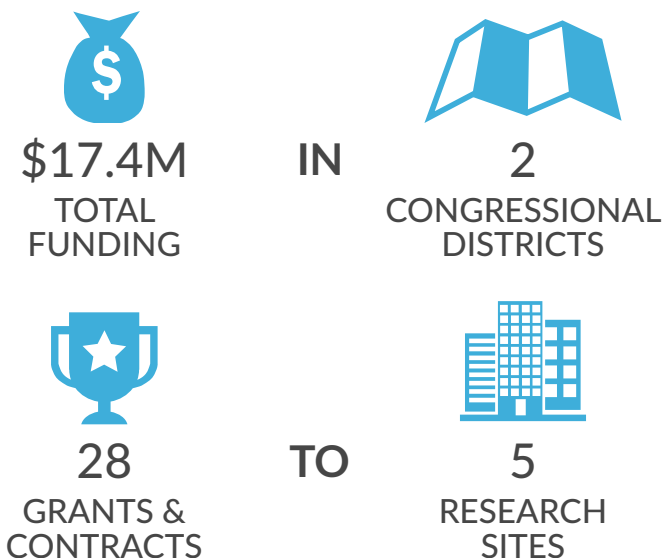 $
$17.4M
TOTAL
FUNDING
IN
2
CONGRESSIONAL
DISTRICTS
28
GRANTS &
CONTRACTS
TO
5
RESEARCH
SITES